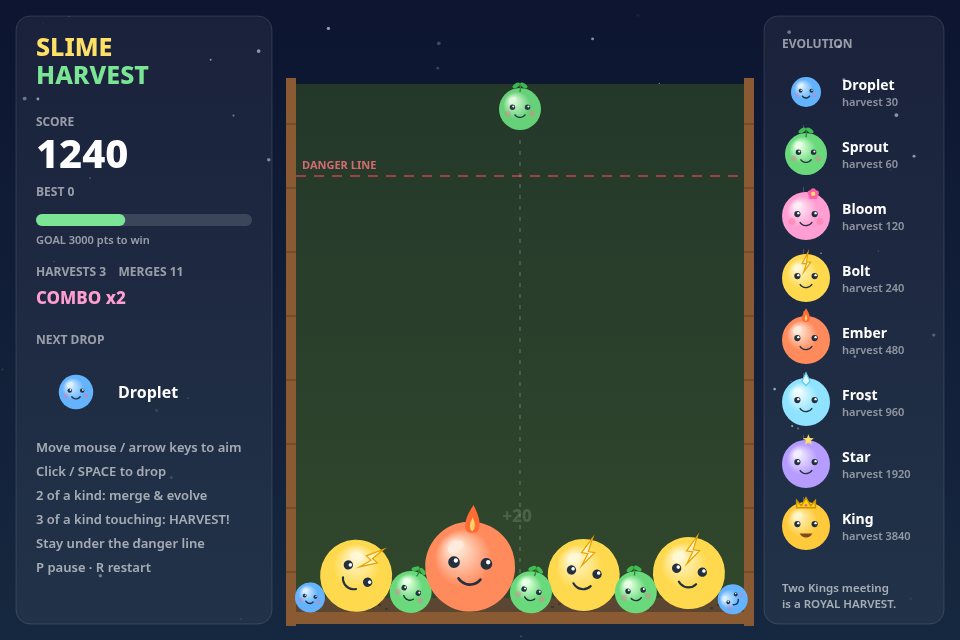 SLIME
HARVEST
SCORE
1240
BEST 0
GOAL 3000 pts to win
HARVESTS 3 MERGES 11
COMBO x2
NEXT DROP
Droplet
Move mouse / arrow keys to aim
Click / SPACE to drop
2 of a kind: merge & evolve
3 of a kind touching: HARVEST!
Stay under the danger line
P pause · R restart
DANGER LINE
+20
EVOLUTION
Droplet
harvest 30
Sprout
harvest 60
Bloom
harvest 120
Bolt
harvest 240
Ember
harvest 480
Frost
harvest 960
Star
harvest 1920
King
harvest 3840
Two Kings meeting
is a ROYAL HARVEST.